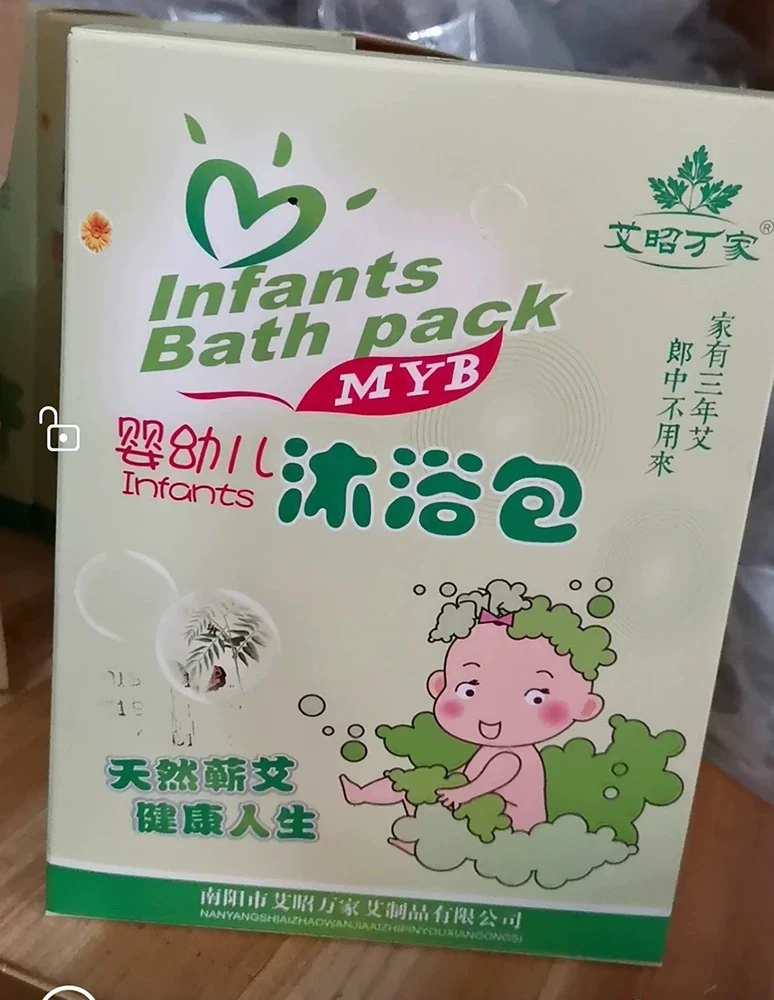 艾昭万家®
Infants
Bath pack
MYB
家有三年艾
郎中不用來
婴幼儿
Infants
沐浴包
天然蕲艾
健康人生
南阳市艾昭万家艾制品有限公司
NANYANGSHIAIZHAOWANJIAAIZHIPINYOUXIANGONGSI